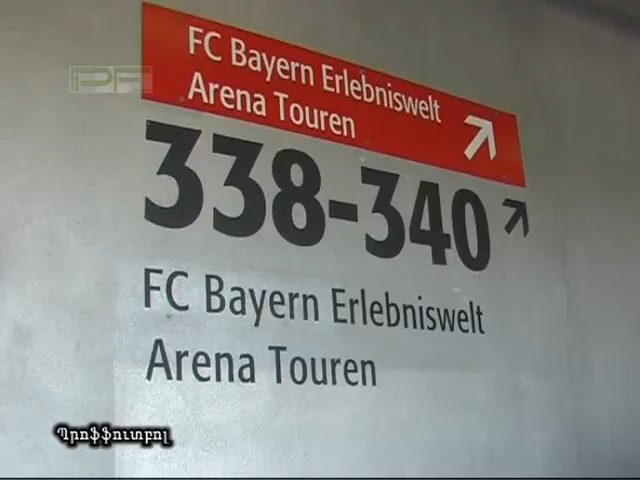 FC Bayern Erlebniswelt
Arena Touren
338-340
FC Bayern Erlebniswelt
Arena Touren
Պրոֆֆուտբոլ